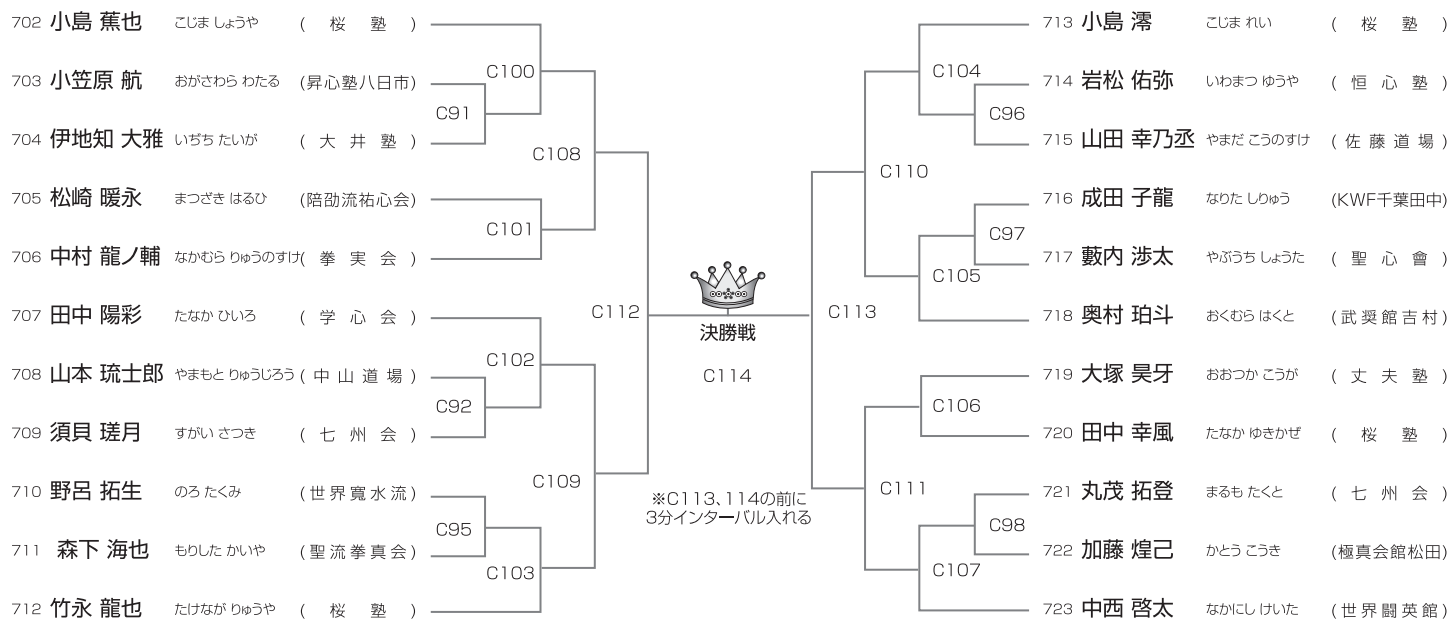 702 小島 蕉也 こじま しょうや ( 桜 塾 )
703 小笠原 航 おがさわら わたる (昇心塾八日市)
704 伊地知 大雅 いぢち たいが ( 大 井 塾 )
705 松崎 暖永 まつざき はるひ (陪劭流祐心会)
706 中村 龍ノ輔 なかむら りゅうのすけ( 拳 実 会 )
707 田中 陽彩 たなか ひいろ ( 学 心 会 )
708 山本 琉士郎 やまもと りゅうじろう ( 中 山 道 場 )
709 須貝 瑳月 すがい さつき ( 七 州 会 )
710 野呂 拓生 のろ たくみ (世界寛水流)
711 森下 海也 もりした かいや (聖流拳真会)
712 竹永 龍也 たけなが りゅうや ( 桜 塾 )
C91
C92
C95
C100
C101
C102
C103
C108
C109
C112
決勝戦
C114
※C113、114の前に
3分インターバル入れる
C113
C110
C111
C104
C105
C106
C107
C96
C97
C98
713 小島 澪 こじま れい ( 桜 塾 )
714 岩松 佑弥 いわまつ ゆうや ( 恒 心 塾 )
715 山田 幸乃丞 やまだ こうのすけ ( 佐 藤 道 場 )
716 成田 子龍 なりた しりゅう (KWF千葉田中)
717 藪内 渉太 やぶうち しょうた ( 聖 心 會 )
718 奥村 珀斗 おくむら はくと (武奨館吉村)
719 大塚 昊牙 おおつか こうが ( 丈 夫 塾 )
720 田中 幸風 たなか ゆきかぜ ( 桜 塾 )
721 丸茂 拓登 まるも たくと ( 七 州 会 )
722 加藤 煌己 かとう こうき (極真会館松田)
723 中西 啓太 なかにし けいた (世界闘英館)